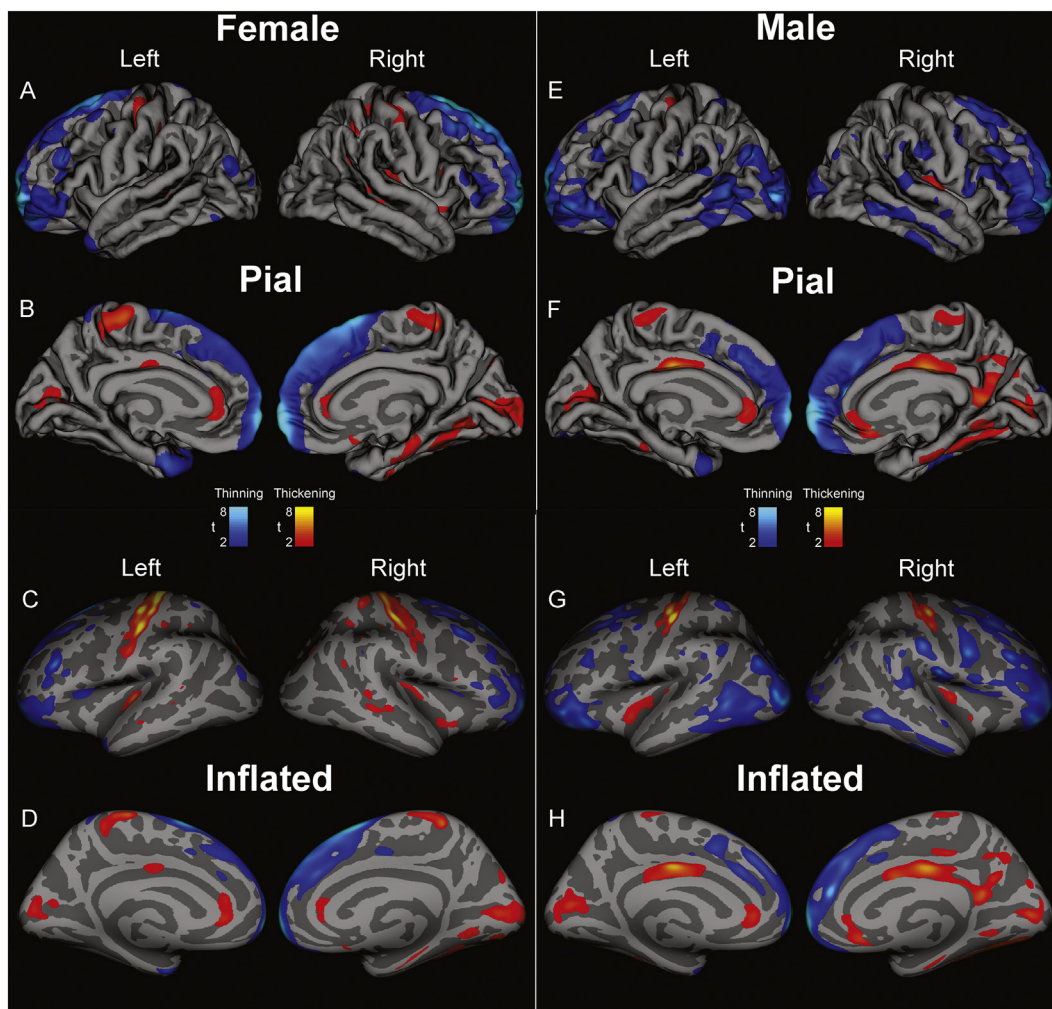 Female
Left Right
A
Pial
B
Thinning Thickening
8 8
t t
2 2
Left Right
C
Inflated
D
Male
Left Right
E
Pial
F
Thinning Thickening
8 8
t t
2 2
Left Right
G
Inflated
H